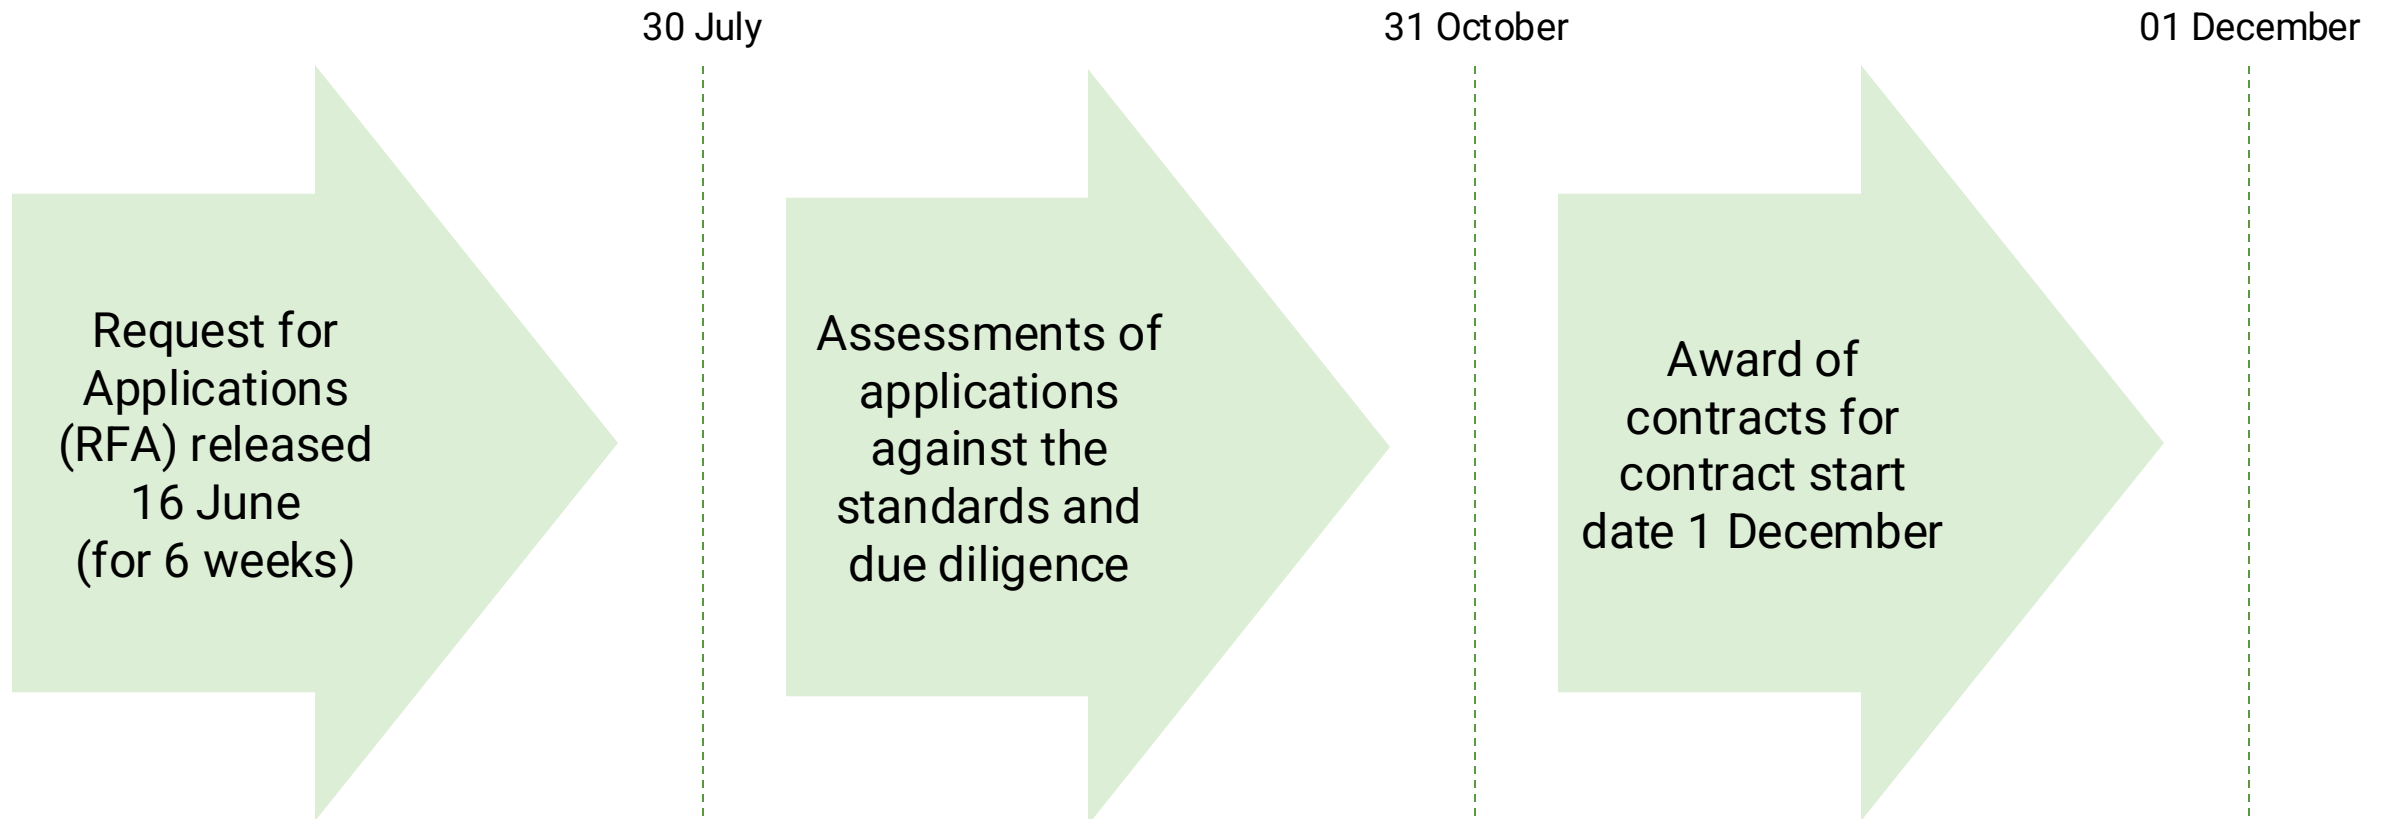 30 July
31 October
01 December
Request for
Applications
(RFA) released
16 June
(for 6 weeks)
Assessments of
applications
against the
standards and
due diligence
Award of
contracts for
contract start
date 1 December